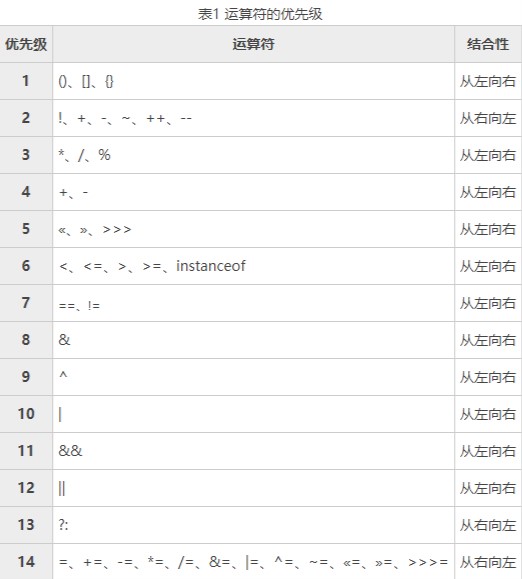 表1 运算符的优先级
优先级 运算符 结合性
1 ()、[]、{} 从左向右
2 !、+、-、~、++、-- 从右向左
3 *、/、% 从左向右
4 +、- 从左向右
5 «、»、>>> 从左向右
6 <、<=、>、>=、instanceof 从左向右
7 ==、!= 从左向右
8 & 从左向右
9 ^ 从左向右
10 | 从左向右
11 && 从左向右
12 || 从左向右
13 ?: 从右向左
14 =、+=、-=、*=、/=、&=、|=、^=、~=、«=、»=、>>>= 从右向左